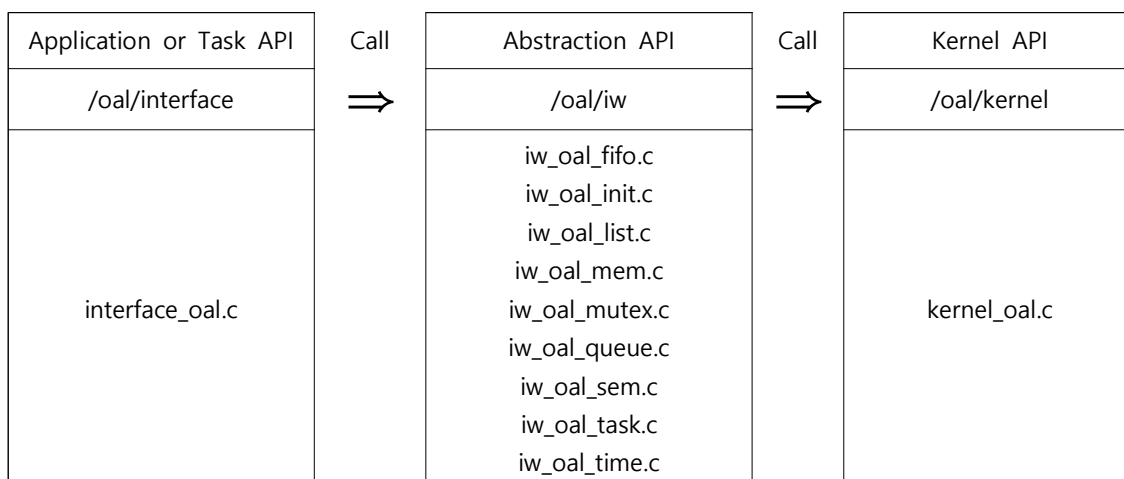 Application or Task API Call Abstraction API Call Kernel API
/oal/interface ⇒ /oal/iw ⇒ /oal/kernel
iw_oal_fifo.c
iw_oal_init.c
iw_oal_list.c
iw_oal_mem.c
interface_oal.c iw_oal_mutex.c kernel_oal.c
iw_oal_queue.c
iw_oal_sem.c
iw_oal_task.c
iw_oal_time.c